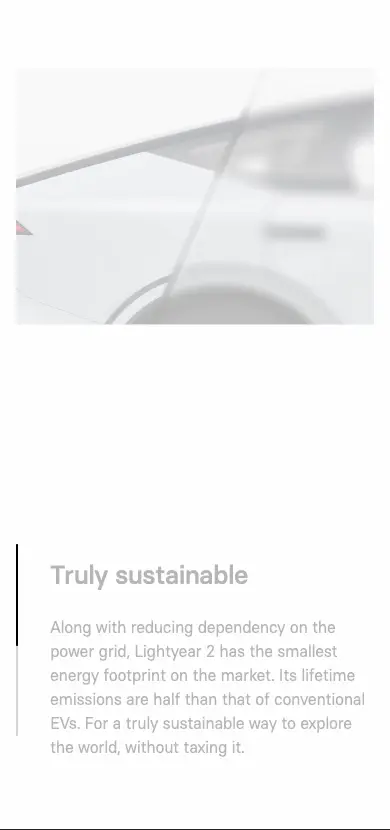 Truly sustainable
Along with reducing dependency on the
power grid, Lightyear 2 has the smallest
energy footprint on the market. Its lifetime
emissions are half than that of conventional
EVs. For a truly sustainable way to explore
the world, without taxing it.